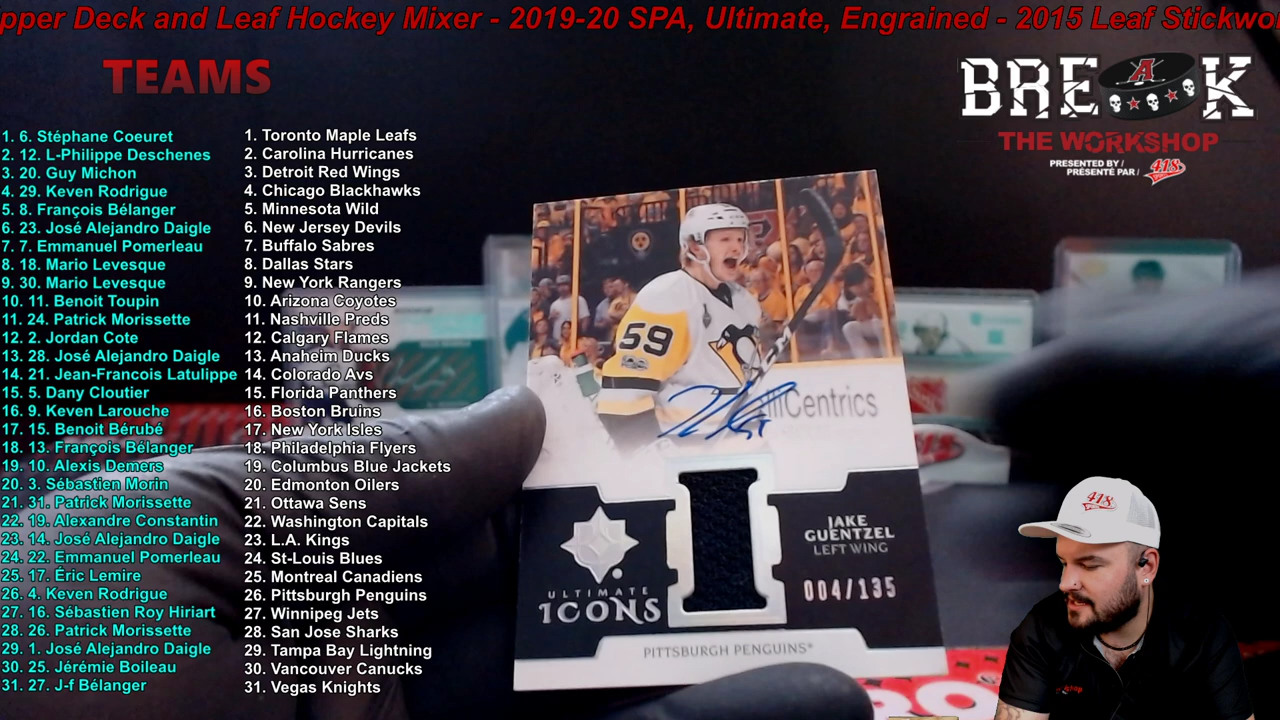 pper Deck and Leaf Hockey Mixer - 2019-20 SPA, Ultimate, Engrained - 2015 Leaf Stickwor
TEAMS
BRE K
A
THE WORKSHOP
PRESENTED BY /
PRÉSENTÉ PAR /
418
1. 6. Stéphane Coeuret
2. 12. L-Philippe Deschenes
3. 20. Guy Michon
4. 29. Keven Rodrigue
5. 8. François Bélanger
6. 23. José Alejandro Daigle
7. 7. Emmanuel Pomerleau
8. 18. Mario Levesque
9. 30. Mario Levesque
10. 11. Benoit Toupin
11. 24. Patrick Morissette
12. 2. Jordan Cote
13. 28. José Alejandro Daigle
14. 21. Jean-Francois Latulippe
15. 5. Dany Cloutier
16. 9. Keven Larouche
17. 15. Benoit Bérubé
18. 13. François Bélanger
19. 10. Alexis Demers
20. 3. Sébastien Morin
21. 31. Patrick Morissette
22. 19. Alexandre Constantin
23. 14. José Alejandro Daigle
24. 22. Emmanuel Pomerleau
25. 17. Éric Lemire
26. 4. Keven Rodrigue
27. 16. Sébastien Roy Hiriart
28. 26. Patrick Morissette
29. 1. José Alejandro Daigle
30. 25. Jérémie Boileau
31. 27. J-f Bélanger
1. Toronto Maple Leafs
2. Carolina Hurricanes
3. Detroit Red Wings
4. Chicago Blackhawks
5. Minnesota Wild
6. New Jersey Devils
7. Buffalo Sabres
8. Dallas Stars
9. New York Rangers
10. Arizona Coyotes
11. Nashville Preds
12. Calgary Flames
13. Anaheim Ducks
14. Colorado Avs
15. Florida Panthers
16. Boston Bruins
17. New York Isles
18. Philadelphia Flyers
19. Columbus Blue Jackets
20. Edmonton Oilers
21. Ottawa Sens
22. Washington Capitals
23. L.A. Kings
24. St-Louis Blues
25. Montreal Canadiens
26. Pittsburgh Penguins
27. Winnipeg Jets
28. San Jose Sharks
29. Tampa Bay Lightning
30. Vancouver Canucks
31. Vegas Knights
59
Centrics
JAKE
GUENTZEL
LEFT WING
004/135
ULTIMATE
ICONS
PITTSBURGH PENGUINS
418